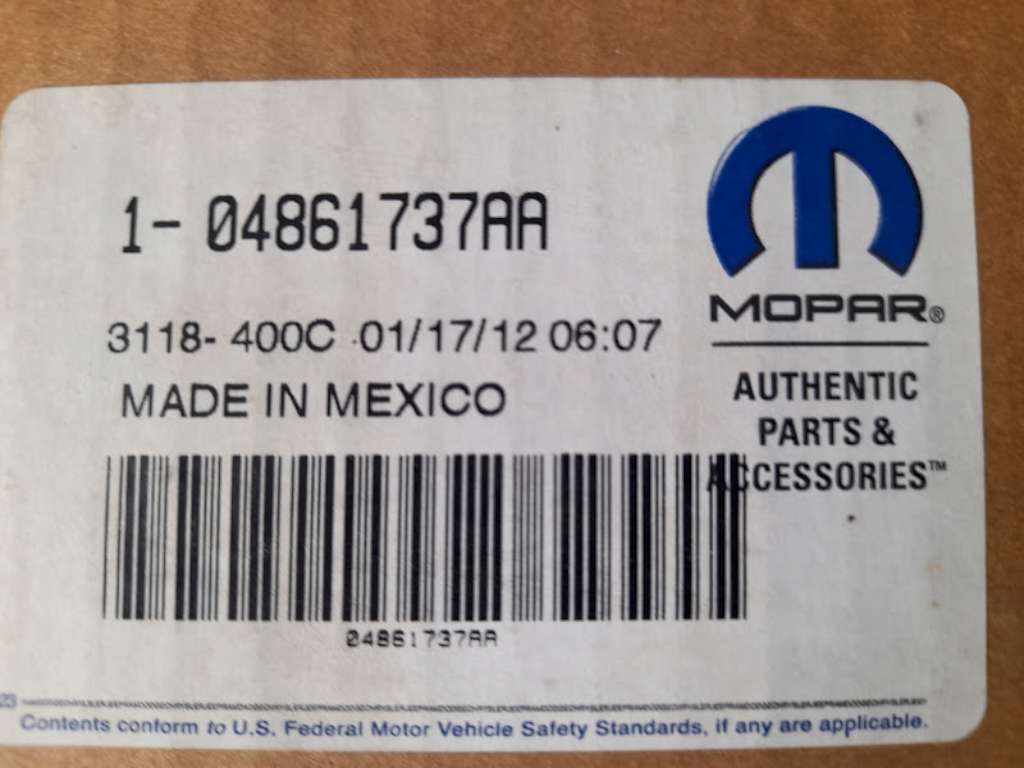 1- 04861737AA
3118- 400C 01/17/12 06:07
MADE IN MEXICO
04861737AA
MOPAR®
AUTHENTIC
PARTS &
ACCESSORIES™
Contents conform to U.S. Federal Motor Vehicle Safety Standards, if any are applicable.